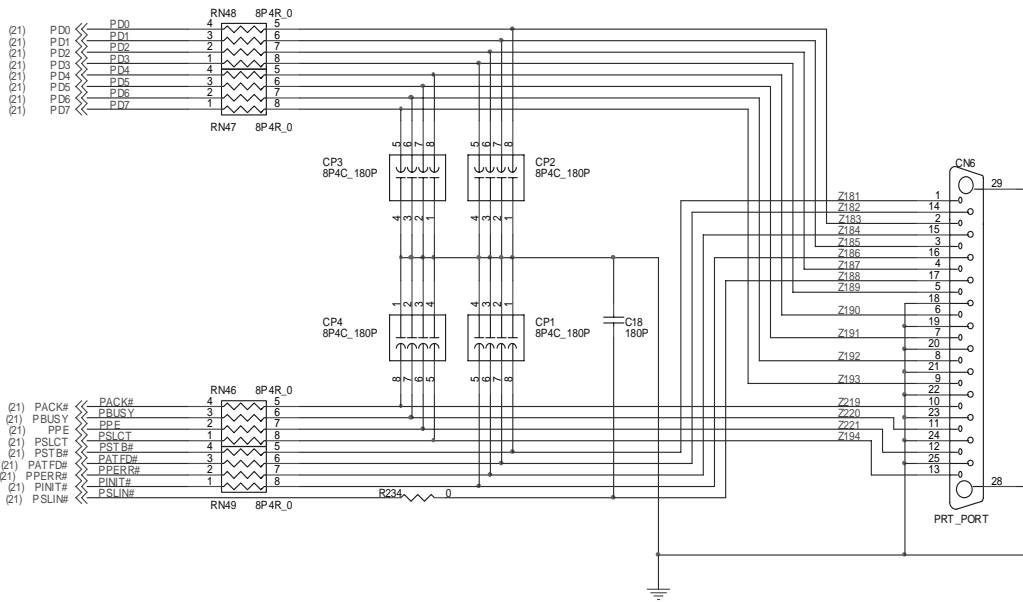 RN48 8P4R_0
(21) PD0 PD0 4 5
(21) PD1 PD1 3 6
(21) PD2 PD2 2 7
(21) PD3 PD3 1 8
(21) PD4 PD4 4 5
(21) PD5 PD5 3 6
(21) PD6 PD6 2 7
(21) PD7 PD7 1 8
RN47 8P4R_0
5 6 7 8 5 6 7 8
CP3
8P4C_180P
CP2
8P4C_180P
4 3 2 1 4 3 2 1
1 2 3 4 4 3 2 1
CP4
8P4C_180P
CP1
8P4C_180P
C18
180P
8 7 6 5 5 6 7 8
RN46 8P4R_0
(21) PACK# PACK# 4 5
(21) PBUSY PBUSY 3 6
(21) PPE PPE 2 7
(21) PSLCT PSLCT 1 8
(21) PSTB# PSTB# 4 5
(21) PATFD# PATFD# 3 6
(21) PPERR# PPERR# 2 7
(21) PINIT# PINIT# 1 8
(21) PSLIN# PSLIN# R234 0
RN49 8P4R_0
CN6
29
Z181 1
Z182 14
Z183 2
Z184 15
Z185 3
Z186 16
Z187 4
Z188 17
Z189 5
18
Z190 6
19
Z191 7
20
Z192 8
21
Z193 9
22
Z219 10
23
Z220 11
24
Z221 12
25
Z194 13
28
PRT_PORT